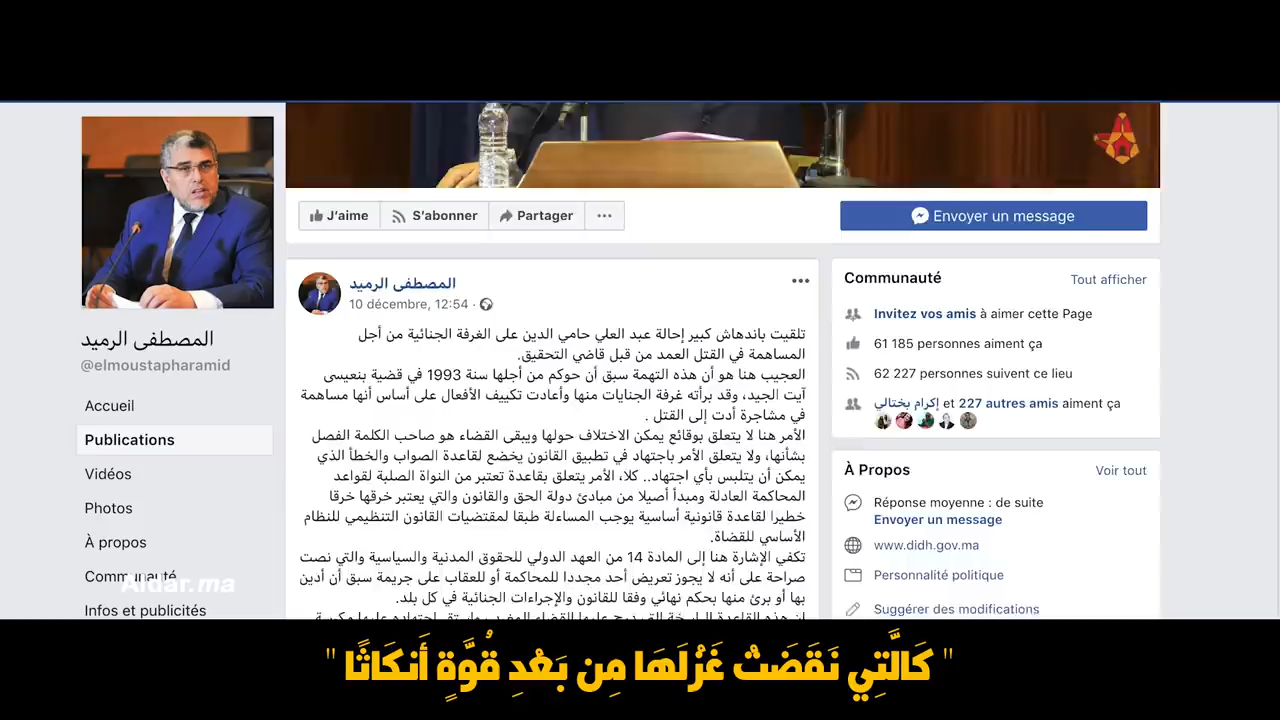 J'aime
S'abonner
Partager
Envoyer un message
المصطفى الرميد
@elmoustapharamid
Accueil
Publications
Vidéos
Photos
À propos
Communauté
Infos et publicités
Aldar.ma
المصطفى الرميد
10 décembre, 12:54 ·
تلقيت باندهاش كبير إحالة عبد العلي حامي الدين على الغرفة الجنائية من أجل
المساهمة في القتل العمد من قبل قاضي التحقيق.
العجيب هنا هو أن هذه التهمة سبق أن حوكم من أجلها سنة 1993 في قضية بنعيسى
آيت الجيد، وقد برأته غرفة الجنايات منها وأعادت تكييف الأفعال على أساس أنها مساهمة
في مشاجرة أدت إلى القتل .
الأمر هنا لا يتعلق بوقائع يمكن الاختلاف حولها ويبقى القضاء هو صاحب الكلمة الفصل
بشأنها، ولا يتعلق الأمر باجتهاد في تطبيق القانون يخضع لقاعدة الصواب والخطأ الذي
يمكن أن يتلبس بأي اجتهاد.. كلا، الأمر يتعلق بقاعدة تعتبر من النواة الصلبة لقواعد
المحاكمة العادلة ومبدأ أصيلا من مبادئ دولة الحق والقانون والتي يعتبر خرقها خرقا
خطيرا لقاعدة قانونية أساسية يوجب المساءلة طبقا لمقتضيات القانون التنظيمي للنظام
الأساسي للقضاة.
تكفي الإشارة هنا إلى المادة 14 من العهد الدولي للحقوق المدنية والسياسية والتي نصت
صراحة على أنه لا يجوز تعريض أحد مجددا للمحاكمة أو للعقاب على جريمة سبق أن أدين
بها أو برئ منها بحكم نهائي وفقا للقانون والإجراءات الجنائية في كل بلد.
Communauté
Tout afficher
Invitez vos amis à aimer cette Page
61 185 personnes aiment ça
62 227 personnes suivent ce lieu
إكرام بختالي et 227 autres amis aiment ça
À Propos
Voir tout
Réponse moyenne : de suite
Envoyer un message
www.didh.gov.ma
Personnalité politique
Suggérer des modifications
" كَالَّتِي نَقَضَتْ غَزْلَهَا مِن بَعْدِ قُوَّةٍ أَنكَاثًا "